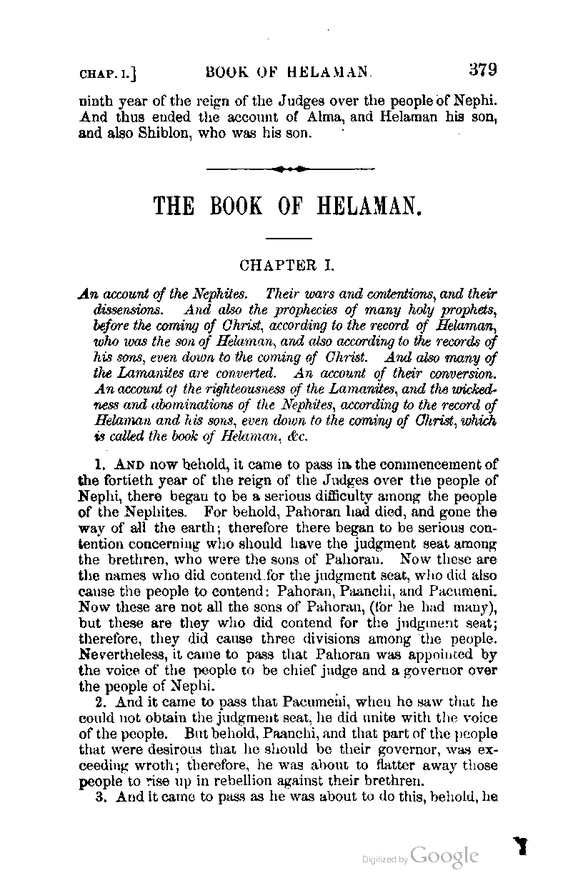 CHAP. I.] BOOK OF HELAMAN. 379
ninth year of the reign of the Judges over the people of Nephi.
And thus ended the account of Alma, and Helaman his son,
and also Shiblon, who was his son.
THE BOOK OF HELAMAN.
CHAPTER I.
An account of the Nephites. Their wars and contentions, and their
dissensions. And also the prophecies of many holy prophets,
before the coming of Christ, according to the record of Helaman,
who was the son of Helaman, and also according to the records of
his sons, even down to the coming of Christ. And also many of
the Lamanites are converted. An account of their conversion.
An account of the righteousness of the Lamanites, and the wicked-
ness and abominations of the Nephites, according to the record of
Helaman and his sons, even down to the coming of Christ, which
is called the book of Helaman, &c.
1. AND now behold, it came to pass in the commencement of
the fortieth year of the reign of the Judges over the people of
Nephi, there began to be a serious difficulty among the people
of the Nephites. For behold, Pahoran had died, and gone the
way of all the earth; therefore there began to be serious con-
tention concerning who should have the judgment seat among
the brethren, who were the sons of Pahoran. Now these are
the names who did contend for the judgment seat, who did also
cause the people to contend: Pahoran, Paanchi, and Pacumeni.
Now these are not all the sons of Pahoran, (for he had many),
but these are they who did contend for the judgment seat;
therefore, they did cause three divisions among the people.
Nevertheless, it came to pass that Pahoran was appointed by
the voice of the people to be chief judge and a governor over
the people of Nephi.
2. And it came to pass that Pacumeni, when he saw that he
could not obtain the judgment seat, he did unite with the voice
of the people. But behold, Paanchi, and that part of the people
that were desirous that he should be their governor, was ex-
ceeding wroth; therefore, he was about to flatter away those
people to rise up in rebellion against their brethren.
3. And it came to pass as he was about to do this, behold, he
Digitized by Google